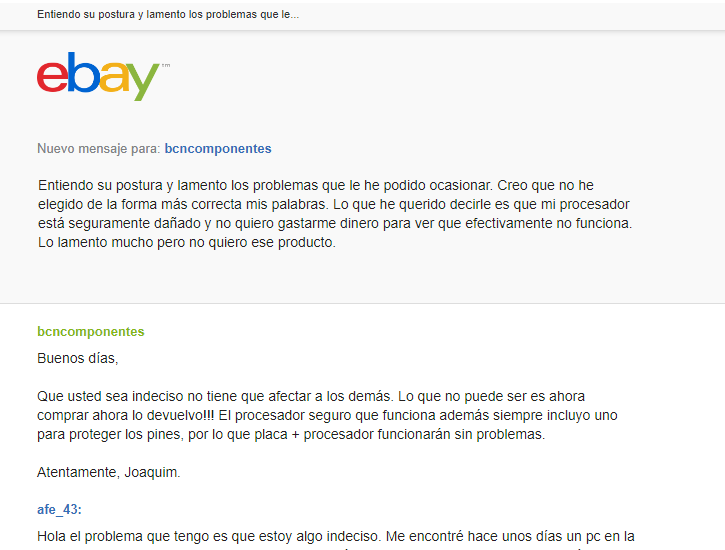 Entiendo su postura y lamento los problemas que le...
ebay™
Nuevo mensaje para: bcncomponentes
Entiendo su postura y lamento los problemas que le he podido ocasionar. Creo que no he
elegido de la forma más correcta mis palabras. Lo que he querido decirle es que mi procesador
está seguramente dañado y no quiero gastarme dinero para ver que efectivamente no funciona.
Lo lamento mucho pero no quiero ese producto.
bcncomponentes
Buenos días,
Que usted sea indeciso no tiene que afectar a los demás. Lo que no puede ser es ahora
comprar ahora lo devuelvo!!! El procesador seguro que funciona además siempre incluyo uno
para proteger los pines, por lo que placa + procesador funcionarán sin problemas.
Atentamente, Joaquim.
afe_43:
Hola el problema que tengo es que estoy algo indeciso. Me encontré hace unos días un pc en la